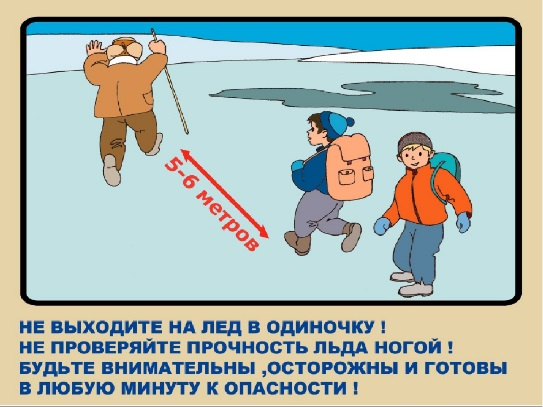 5-6 метров
НЕ ВЫХОДИТЕ НА ЛЕД В ОДИНОЧКУ !
НЕ ПРОВЕРЯЙТЕ ПРОЧНОСТЬ ЛЬДА НОГОЙ !
БУДЬТЕ ВНИМАТЕЛЬНЫ ,ОСТОРОЖНЫ И ГОТОВЫ
В ЛЮБУЮ МИНУТУ К ОПАСНОСТИ !